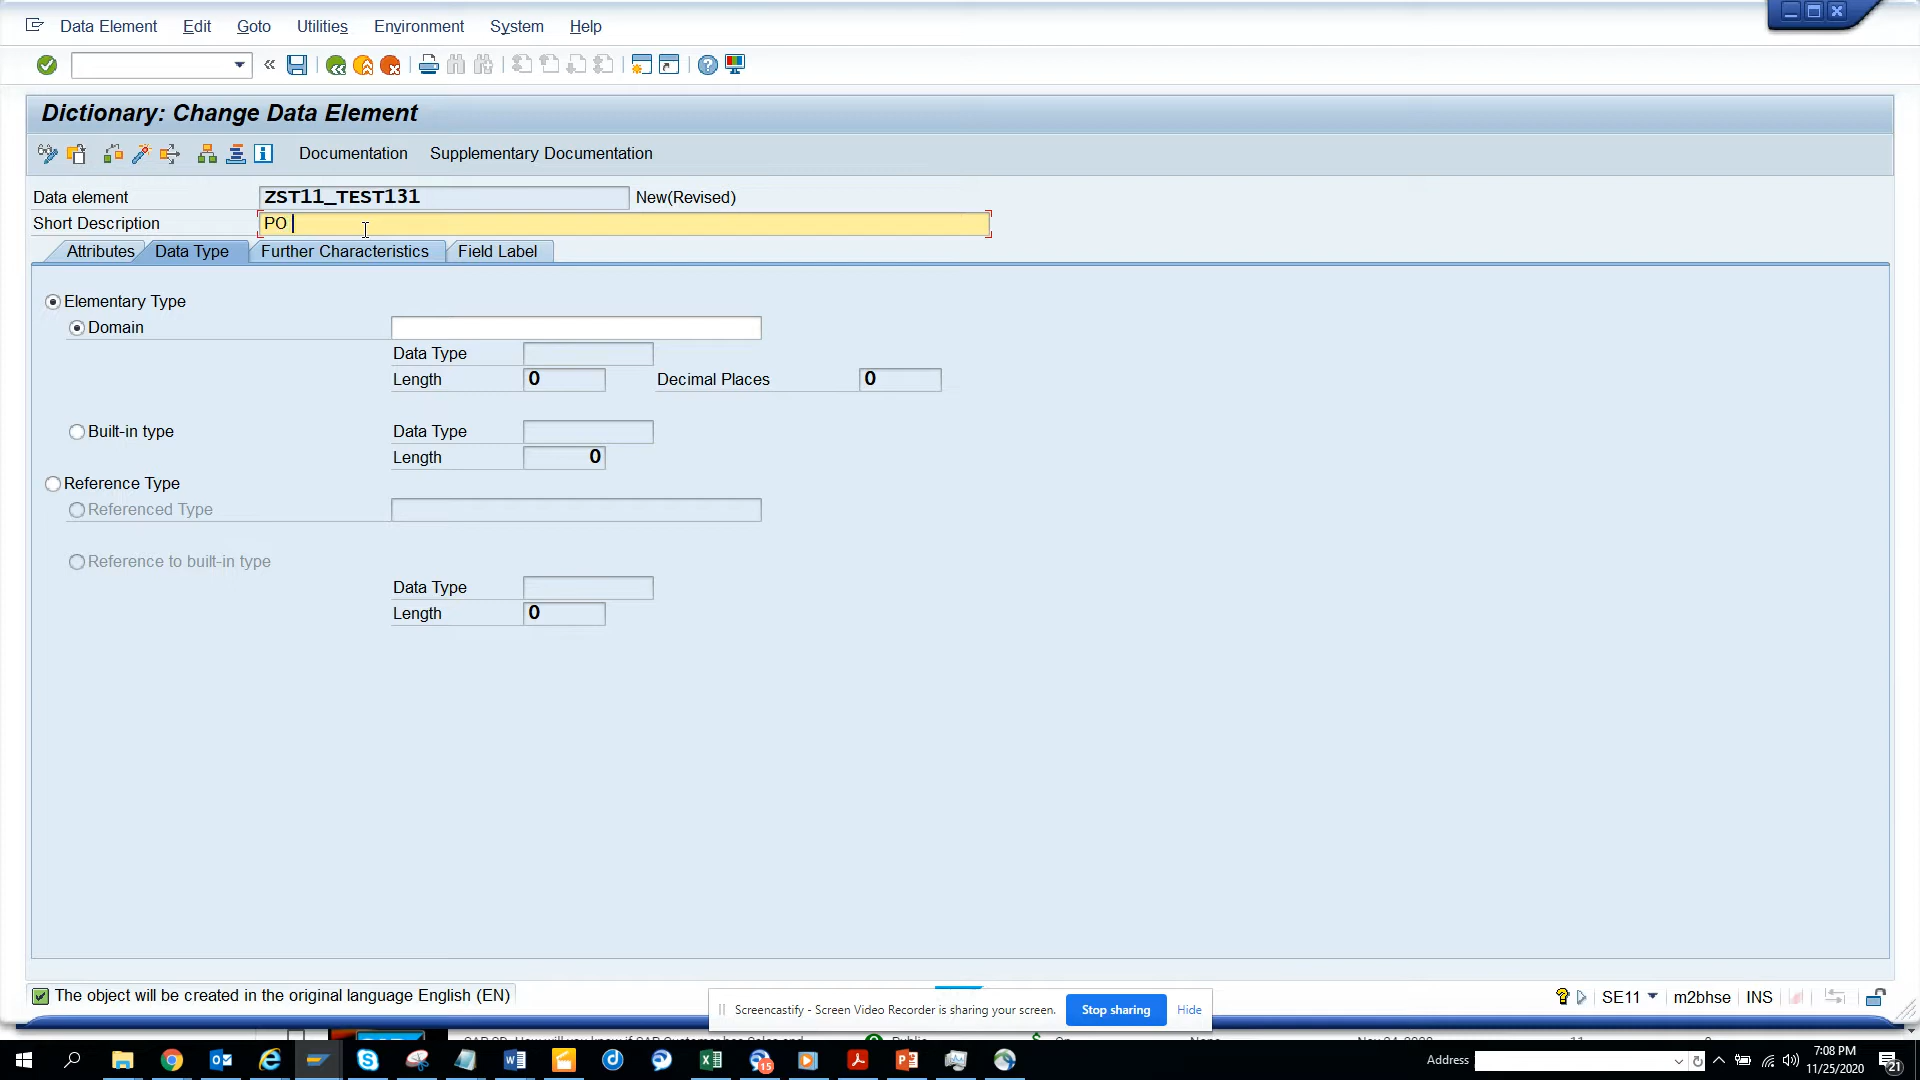 Data Element Edit Goto Utilities Environment System Help
Dictionary: Change Data Element
Documentation Supplementary Documentation
Data element ZST11_TEST131 New(Revised)
Short Description PO
Attributes Data Type Further Characteristics Field Label
Elementary Type
Domain
Data Type
Length 0 Decimal Places 0
Built-in type Data Type
Length 0
Reference Type
Referenced Type
Reference to built-in type
Data Type
Length 0
The object will be created in the original language English (EN)
SE11 m2bhse INS
Screencastify - Screen Video Recorder is sharing your screen. Stop sharing Hide
Address
15
7:08 PM
11/25/2020
21